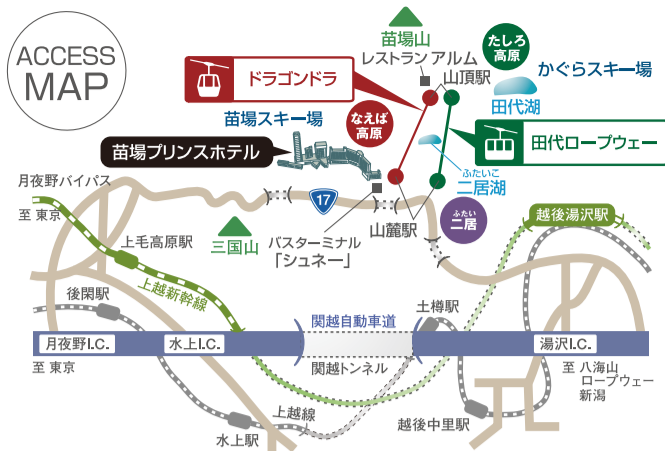 ACCESS
MAP
苗場山
レストラン アルム
山頂駅
たしろ
高原
かぐらスキー場
田代湖
ドラゴンドラ
なえば
高原
苗場スキー場
田代ロープウェー
苗場プリンスホテル
ふたいこ
二居湖
月夜野バイパス
至 東京
17
山麓駅
ふたい
二居
越後湯沢駅
三国山
バスターミナル
「シュネー」
上毛高原駅
上越新幹線
後閑駅
土樽駅
関越自動車道
月夜野I.C.
水上I.C.
湯沢I.C.
至 東京
関越トンネル
至 八海山
ロープウェー
新潟
上越線
水上駅
越後中里駅